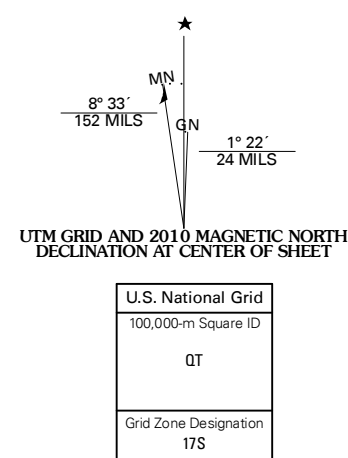 ★
MN
8° 33´
152 MILS
GN
1° 22´
24 MILS
UTM GRID AND 2010 MAGNETIC NORTH
DECLINATION AT CENTER OF SHEET
U.S. National Grid
100,000-m Square ID
QT
Grid Zone Designation
17S